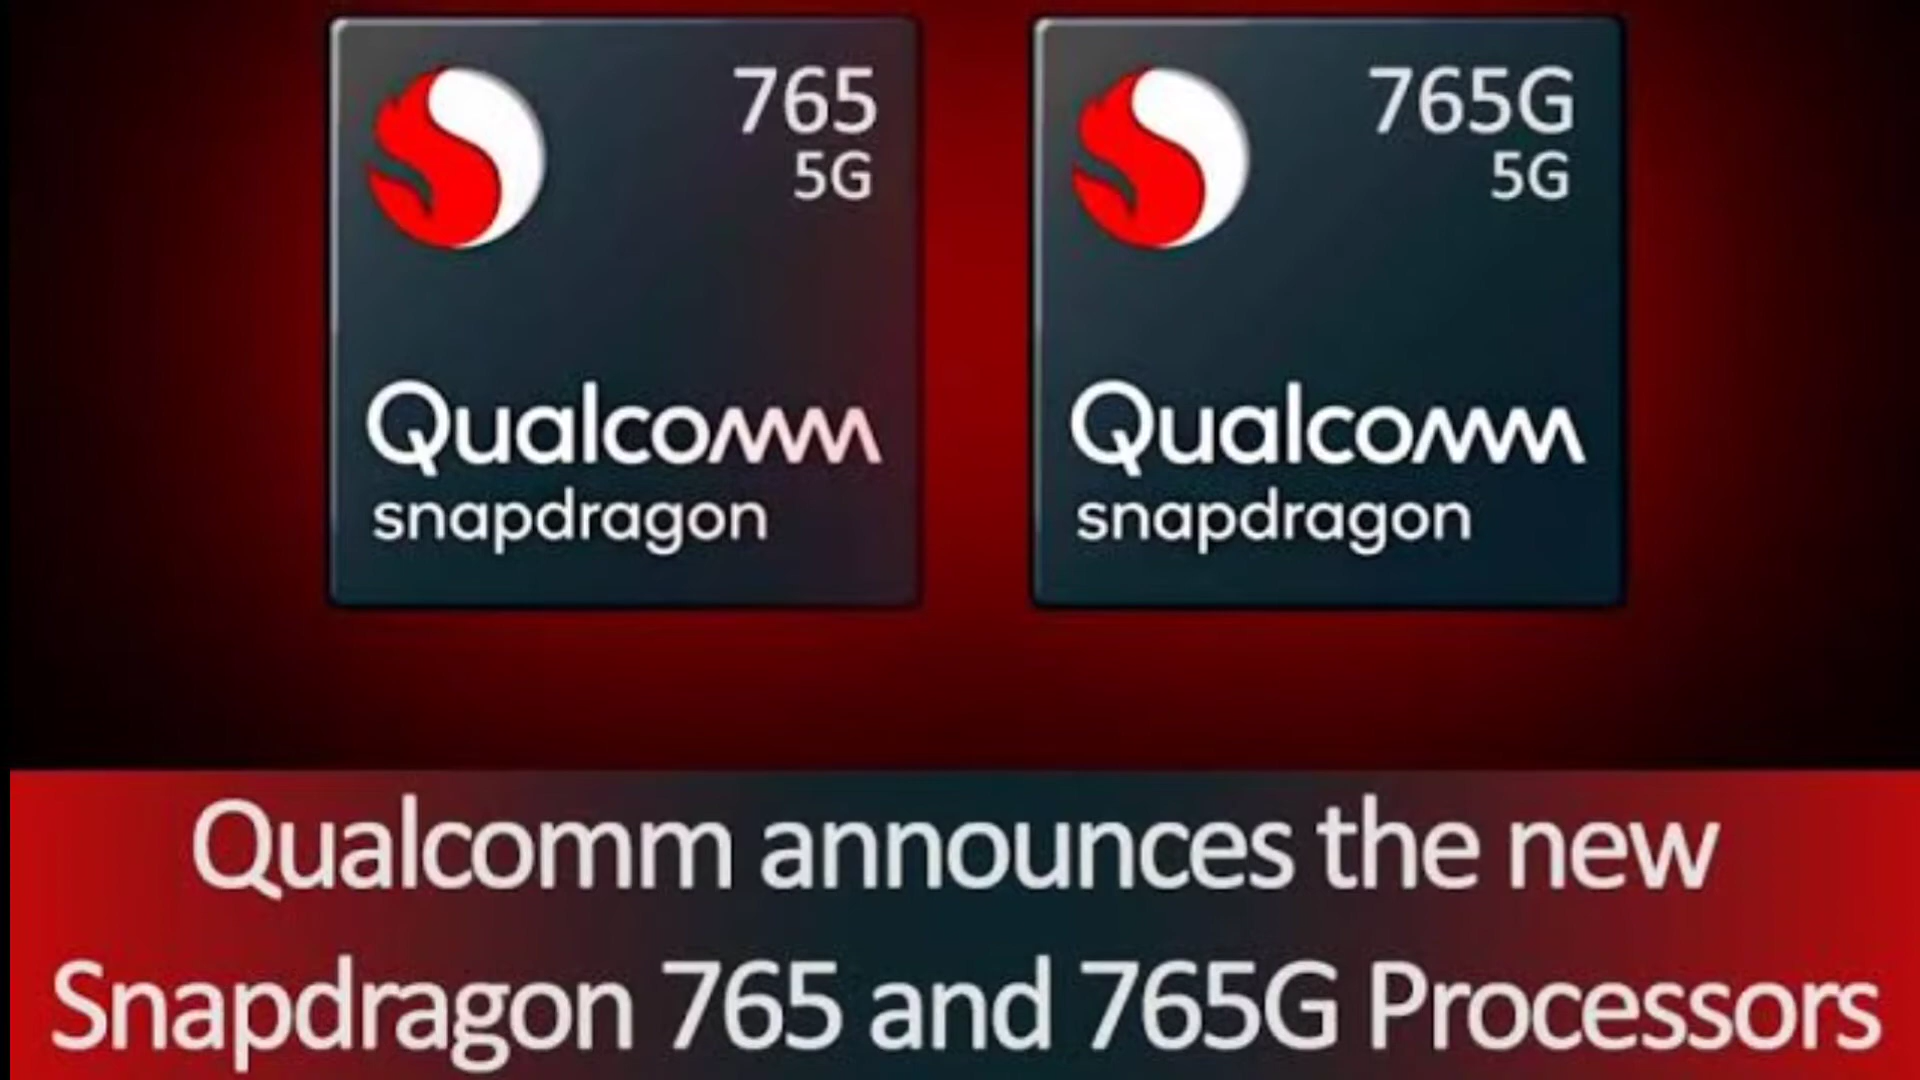 765
5G
Qualcomm
snapdragon
765G
5G
Qualcomm
snapdragon
Qualcomm announces the new
Snapdragon 765 and 765G Processors